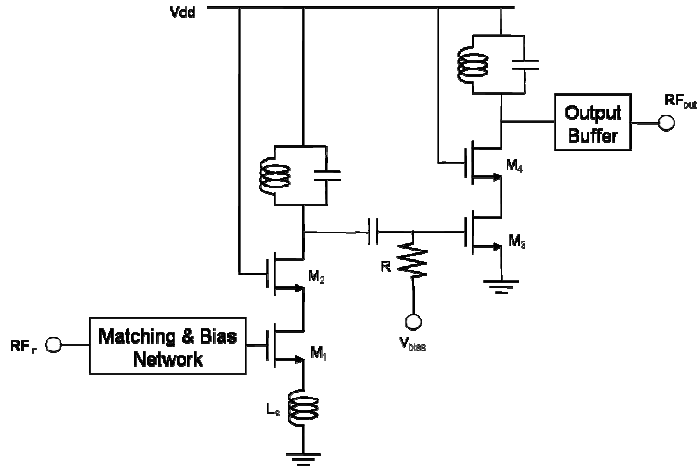 Vdd
Output
Buffer
RFout
M4
M3
R
Vbias
M2
M1
RFin
Matching & Bias
Network
Ls